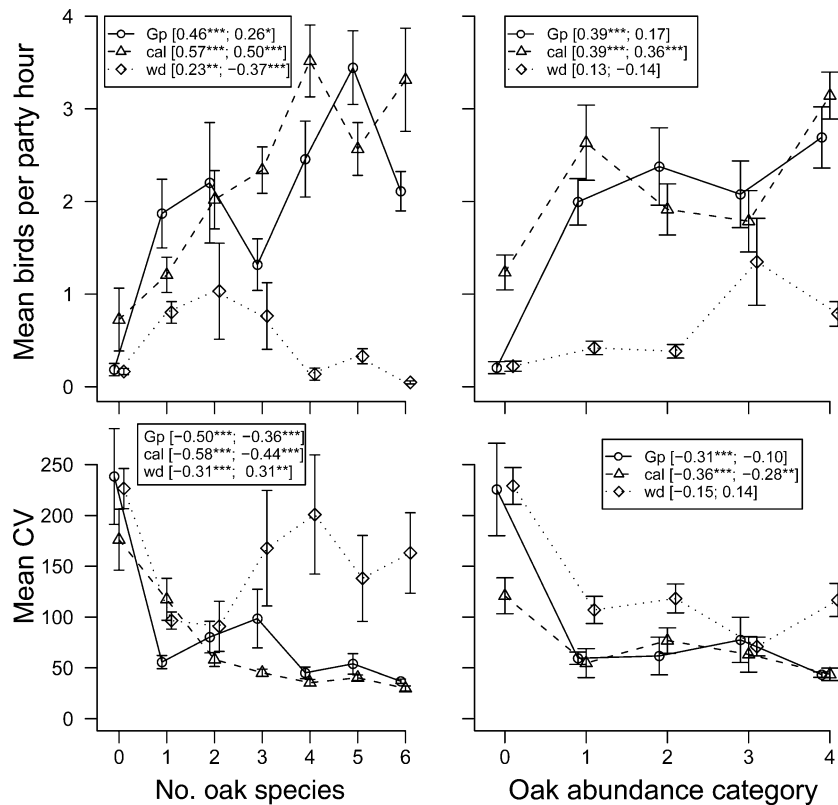 Mean birds per party hour
4
3
2
1
0
Gp [0.46***; 0.26*]
cal [0.57***; 0.50***]
wd [0.23**; −0.37***]
Gp [0.39***; 0.17]
cal [0.39***; 0.36***]
wd [0.13; −0.14]
Mean CV
250
200
150
100
50
0
Gp [−0.50***; −0.36***]
cal [−0.58***; −0.44***]
wd [−0.31***; 0.31**]
Gp [−0.31***; −0.10]
cal [−0.36***; −0.28**]
wd [−0.15; 0.14]
0 1 2 3 4 5 6
No. oak species
0 1 2 3 4
Oak abundance category